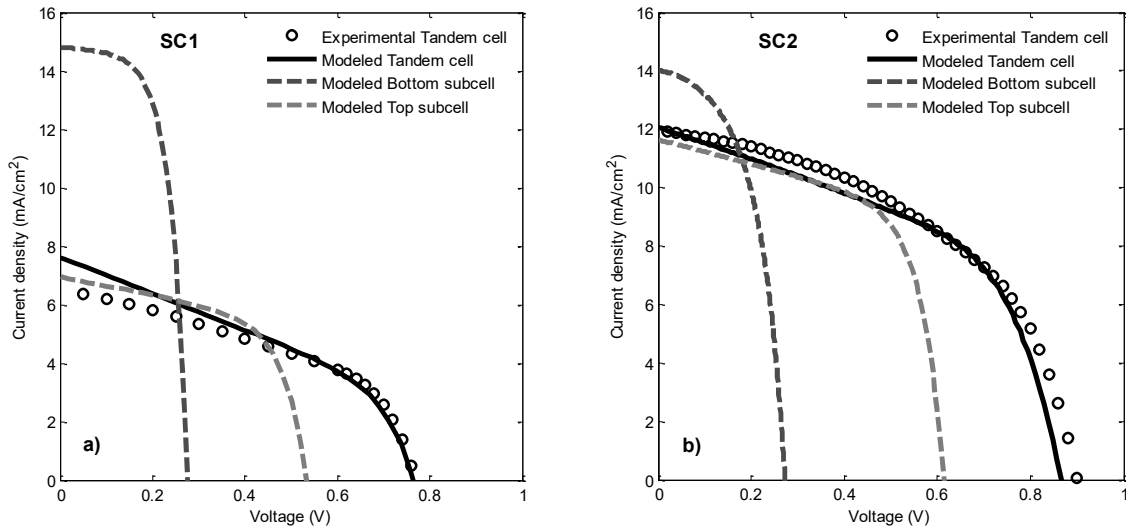 SC1
Experimental Tandem cell
Modeled Tandem cell
Modeled Bottom subcell
Modeled Top subcell
16
14
12
10
8
6
4
2
0
Current density (mA/cm²)
a)
0
0.2
0.4
0.6
0.8
1
Voltage (V)
SC2
Experimental Tandem cell
Modeled Tandem cell
Modeled Bottom subcell
Modeled Top subcell
16
14
12
10
8
6
4
2
0
Current density (mA/cm²)
b)
0
0.2
0.4
0.6
0.8
1
Voltage (V)